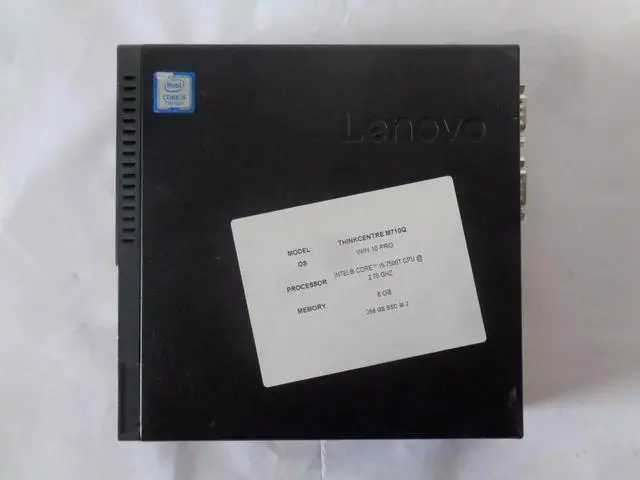 intel
CORE i5
Lenovo
MODEL THINKCENTRE M710Q
OS WIN 10 PRO
PROCESSOR INTEL® CORE™ i5-7500T CPU @
2.70 GHZ
MEMORY 8 GB
256 GB SSD M.2